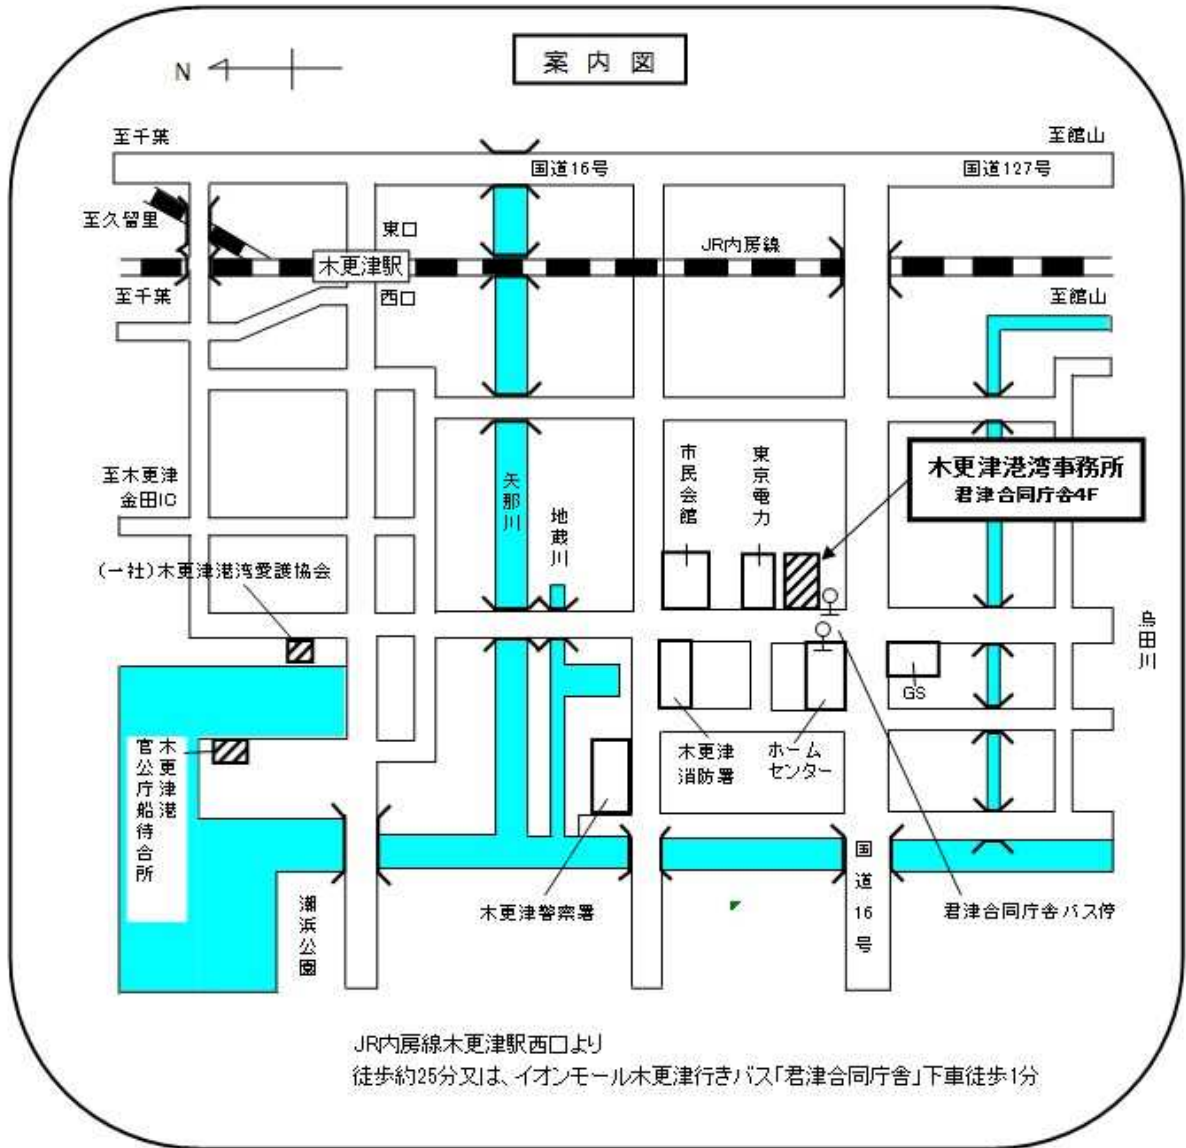 案内図
N
至千葉
至館山
国道16号
国道127号
至久留里
東口
JR内房線
木更津駅
至千葉
西口
至館山
市民会館
東京電力
木更津港湾事務所
君津合同庁舎4F
至木更津
金田IC
矢那川
地蔵川
(一社)木更津港湾愛護協会
烏田川
GS
木更津港
官公庁船待合所
木更津
消防署
ホーム
センター
国道16号
潮浜公園
木更津警察署
君津合同庁舎バス停
JR内房線木更津駅西口より
徒歩約25分又は、イオンモール木更津行きバス「君津合同庁舎」下車徒歩1分